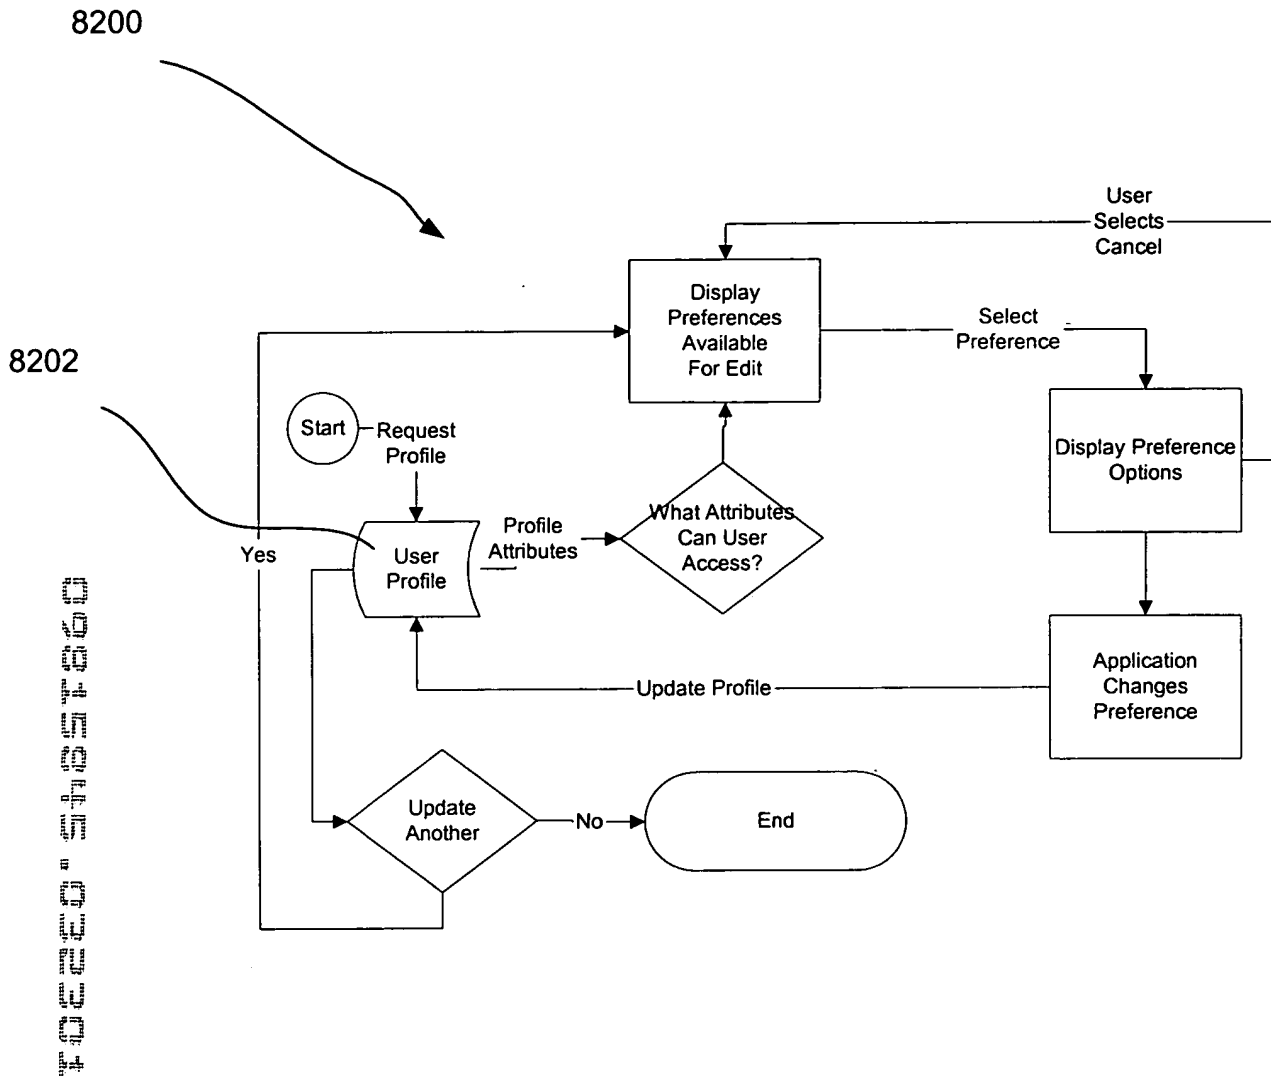 8200
User
Selects
Cancel
Display
Preferences
Available
For Edit
Select
Preference
8202
Start
Request
Profile
Display Preference
Options
What Attributes
Can User
Access?
Profile
Attributes
User
Profile
Yes
Application
Changes
Preference
Update Profile
Update
Another
No
End